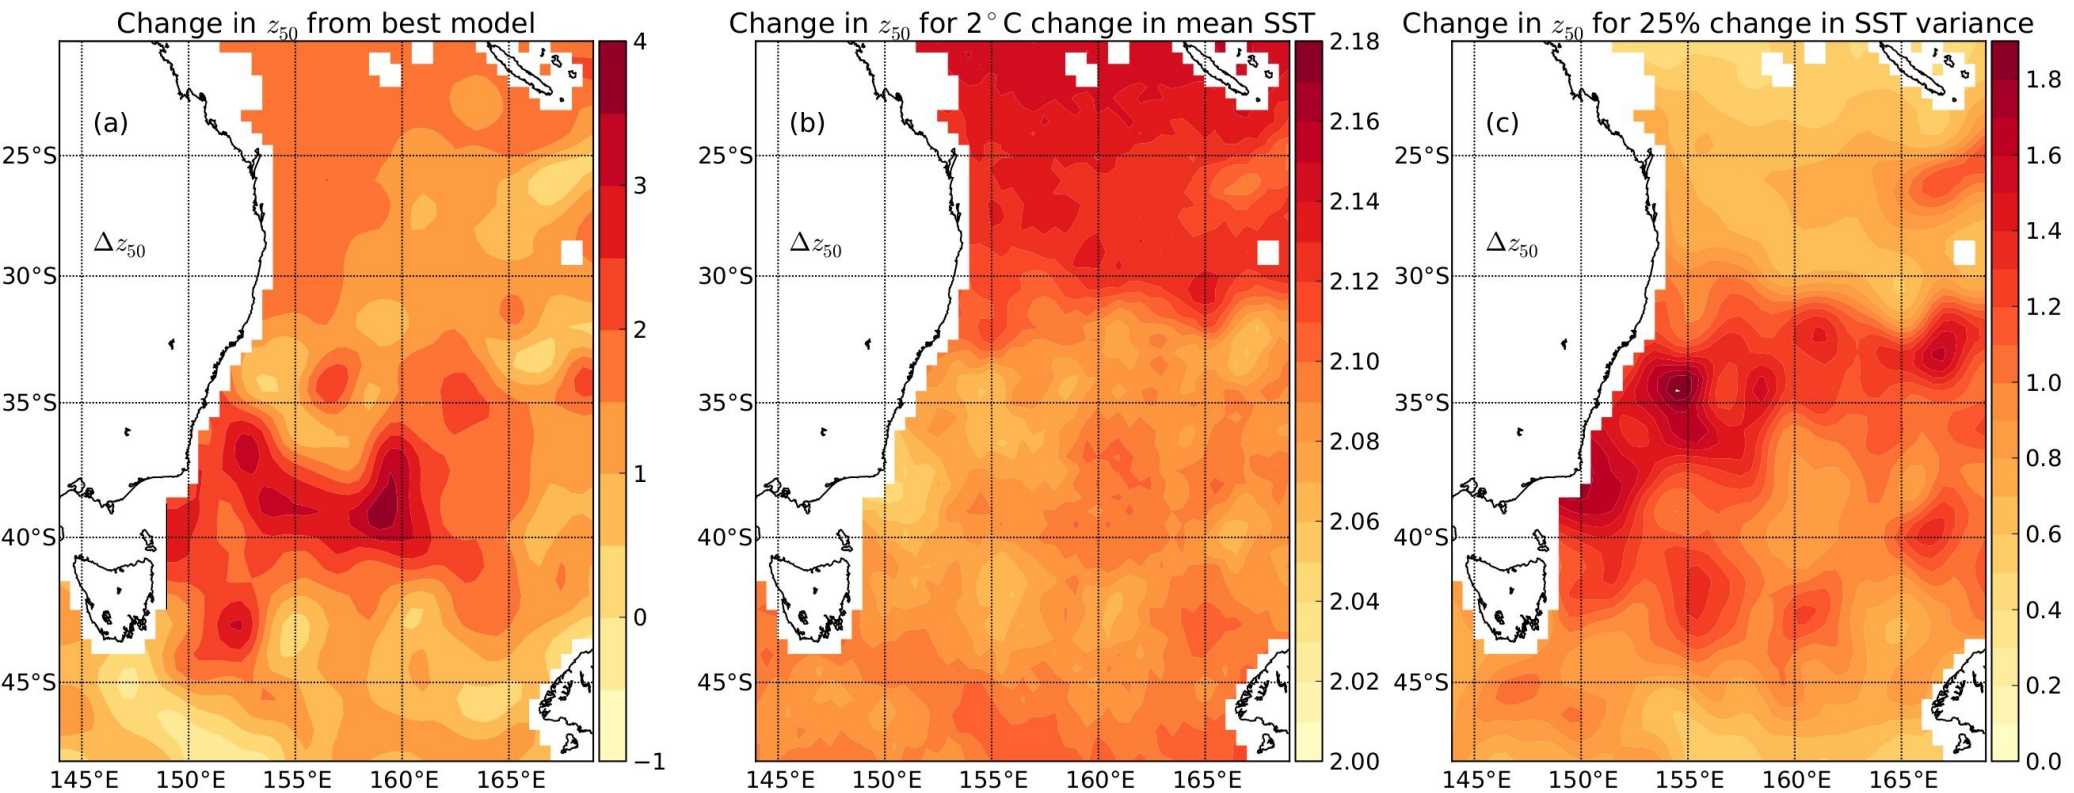 Change in z₅₀ from best model
(a)
Δz₅₀
25°S
30°S
35°S
40°S
45°S
145°E 150°E 155°E 160°E 165°E
4
3
2
1
0
−1
Change in z₅₀ for 2°C change in mean SST
(b)
Δz₅₀
25°S
30°S
35°S
40°S
45°S
145°E 150°E 155°E 160°E 165°E
2.18
2.16
2.14
2.12
2.10
2.08
2.06
2.04
2.02
2.00
Change in z₅₀ for 25% change in SST variance
(c)
Δz₅₀
25°S
30°S
35°S
40°S
45°S
145°E 150°E 155°E 160°E 165°E
1.8
1.6
1.4
1.2
1.0
0.8
0.6
0.4
0.2
0.0